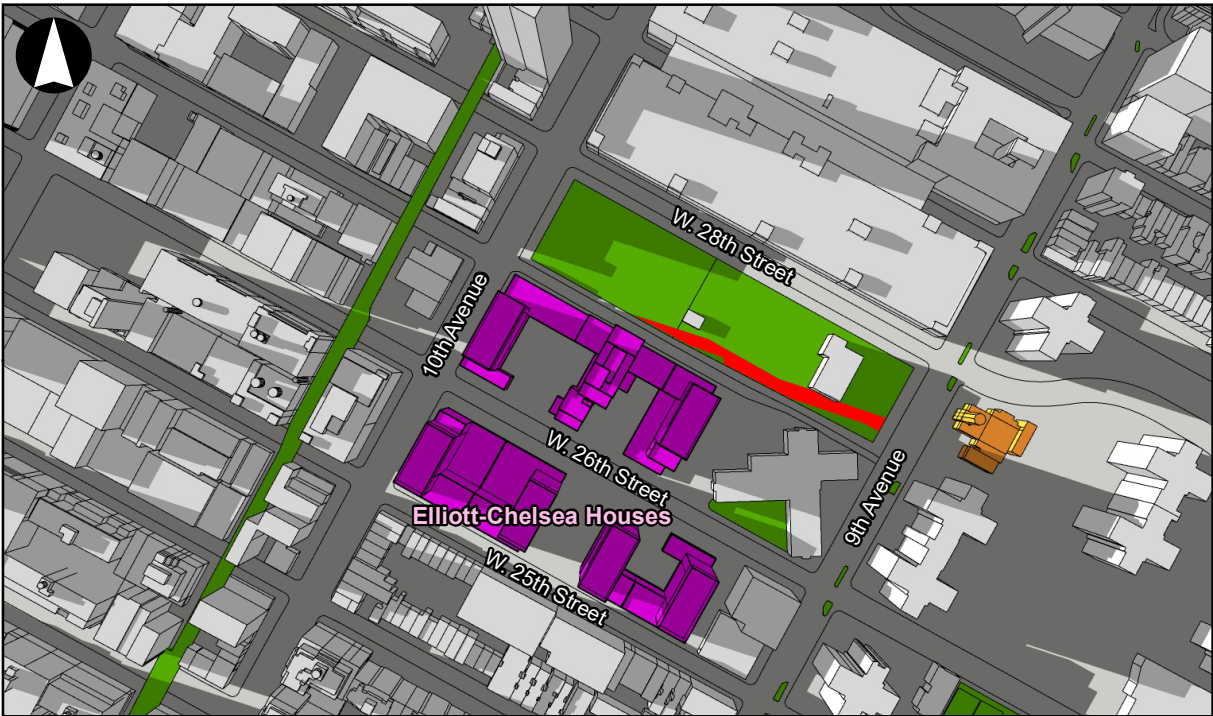 W. 28th Street
10th Avenue
W. 26th Street
9th Avenue
Elliott-Chelsea Houses
W. 25th Street